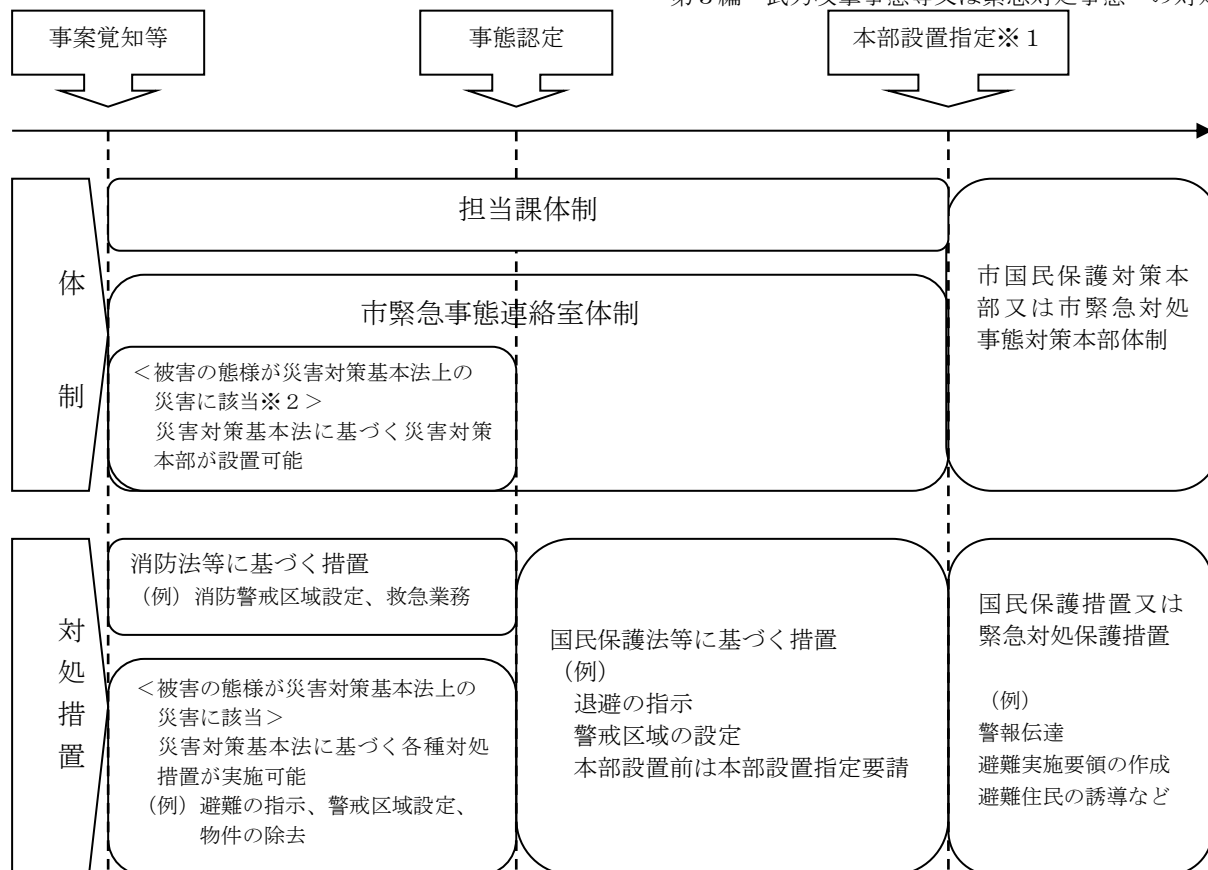 第3編 武力攻撃事態等又は緊急対処事態への対処
事案覚知等
事態認定
本部設置指定※1
体制
担当課体制
市緊急事態連絡室体制
＜被害の態様が災害対策基本法上の
災害に該当※2＞
災害対策基本法に基づく災害対策
本部が設置可能
市国民保護対策本
部又は市緊急対処
事態対策本部体制
対処措置
消防法等に基づく措置
（例）消防警戒区域設定、救急業務
＜被害の態様が災害対策基本法上の
災害に該当＞
災害対策基本法に基づく各種対処
措置が実施可能
（例）避難の指示、警戒区域設定、
物件の除去
国民保護法等に基づく措置
（例）
退避の指示
警戒区域の設定
本部設置前は本部設置指定要請
国民保護措置又は
緊急対処保護措置
（例）
警報伝達
避難実施要領の作成
避難住民の誘導など